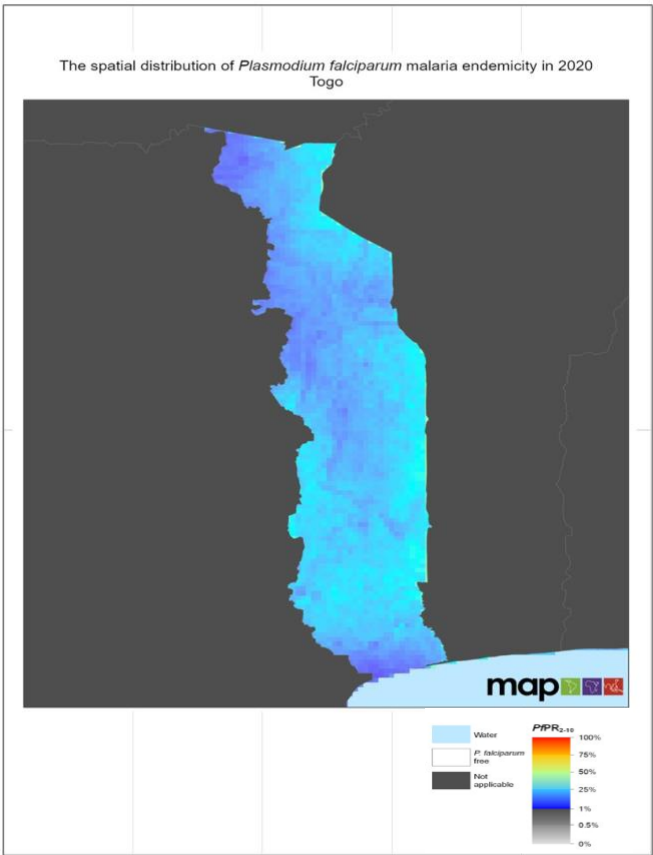 The spatial distribution of Plasmodium falciparum malaria endemicity in 2020
Togo
map
Water
P. falciparum
free
Not
applicable
PfPR2-10
100%
75%
50%
25%
1%
0.5%
0%